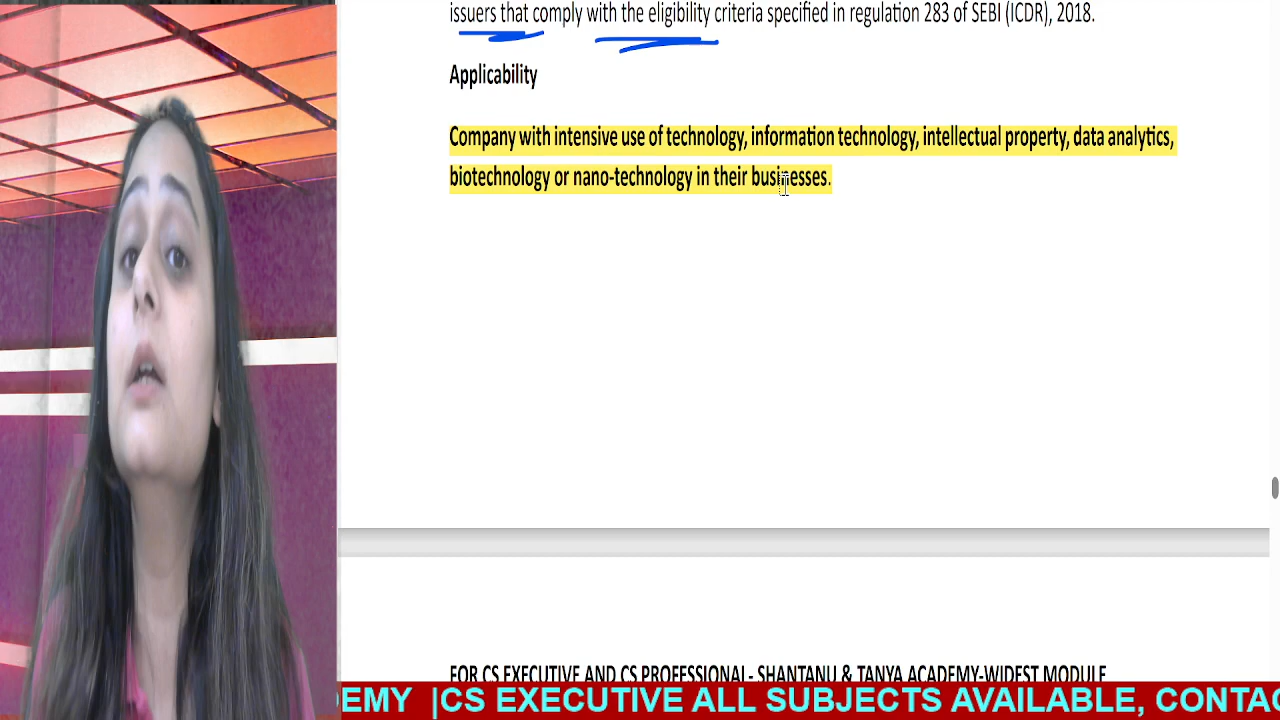 issuers that comply with the eligibility criteria specified in regulation 283 of SEBI (ICDR), 2018.
Applicability
Company with intensive use of technology, information technology, intellectual property, data analytics,
biotechnology or nano-technology in their businesses.
FOR CS EXECUTIVE AND CS PROFESSIONAL- SHANTANU & TANYA ACADEMY-WIDEST MODULE
DEMY |CS EXECUTIVE ALL SUBJECTS AVAILABLE, CONTAC